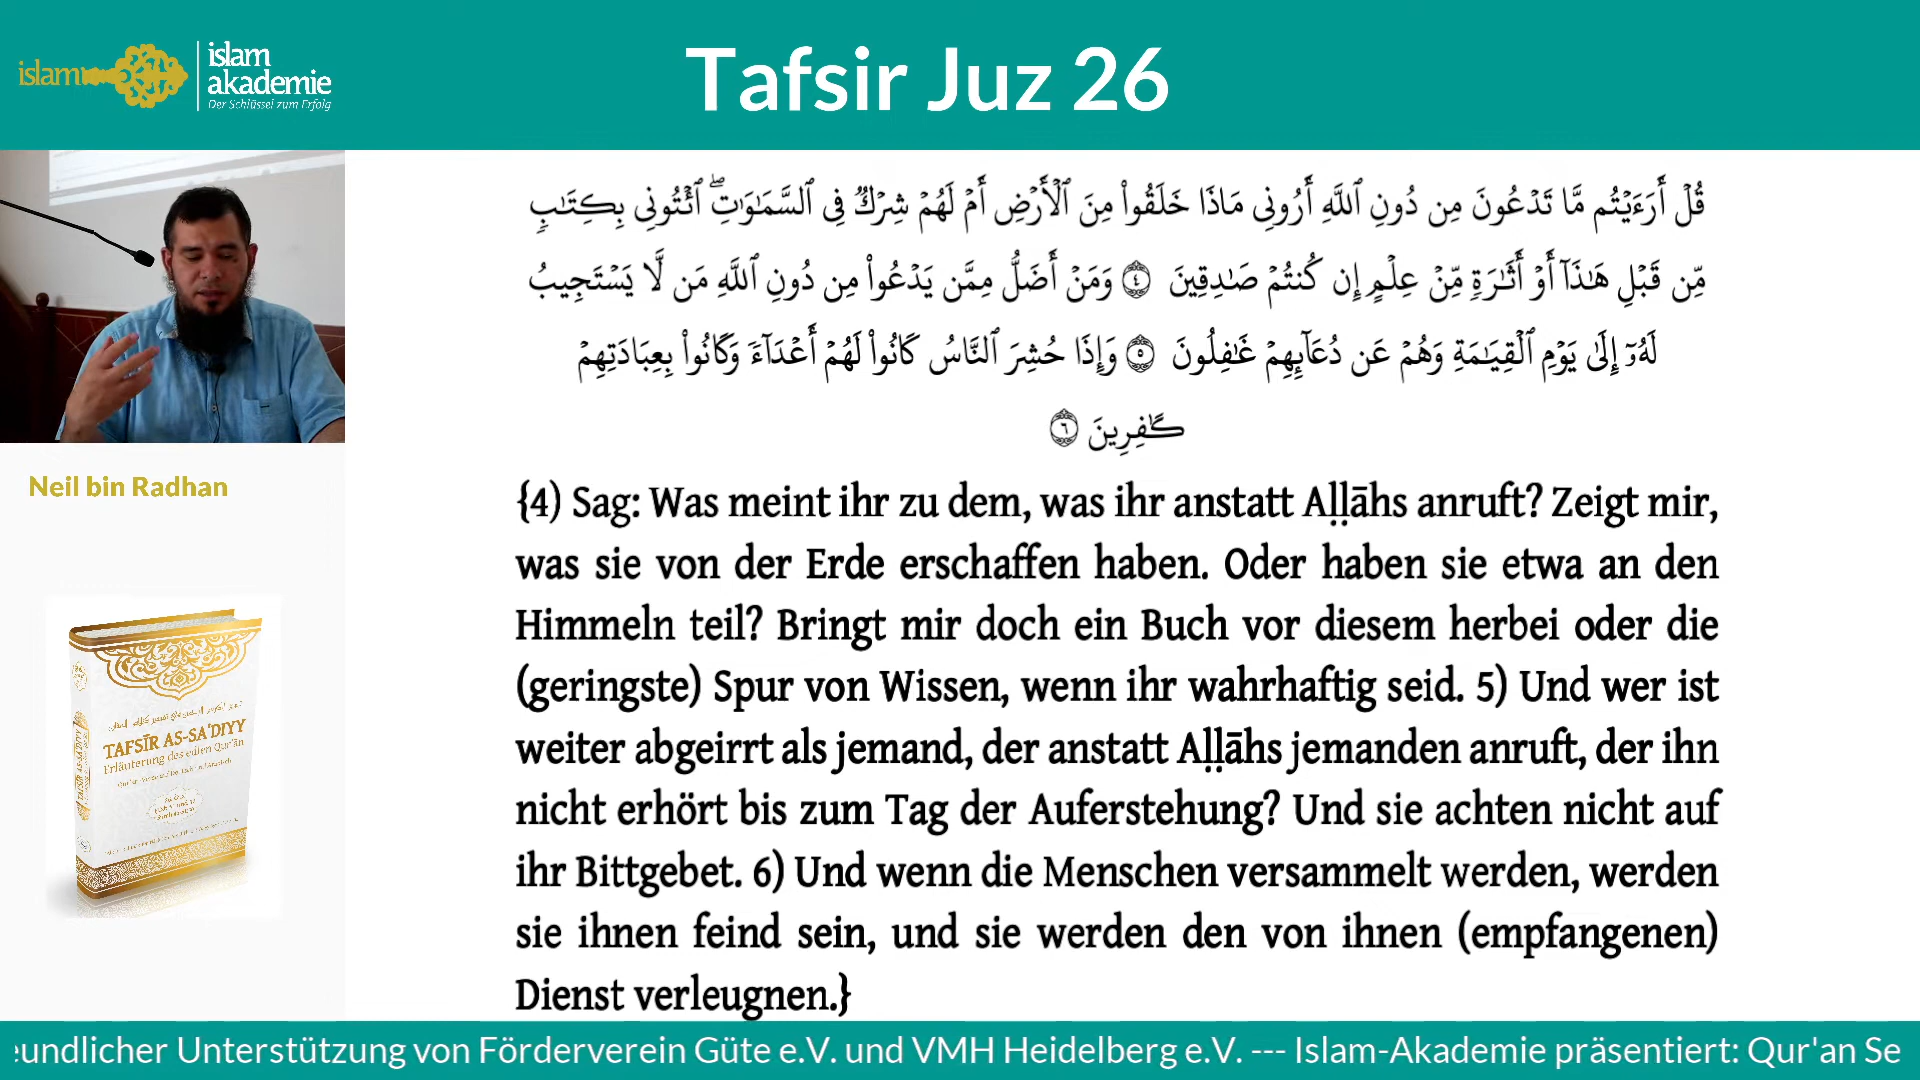 islam
islam
akademie
Der Schlüssel zum Erfolg
Tafsir Juz 26
قُلْ أَرَءَيْتُم مَّا تَدْعُونَ مِن دُونِ ٱللَّهِ أَرُونِى مَاذَا خَلَقُوا۟ مِنَ ٱلْأَرْضِ أَمْ لَهُمْ شِرْكٌ فِى ٱلسَّمَـٰوَٰتِ ۖ ٱئْتُونِى بِكِتَـٰبٍ
مِّن قَبْلِ هَـٰذَآ أَوْ أَثَـٰرَةٍ مِّنْ عِلْمٍ إِن كُنتُمْ صَـٰدِقِينَ ٤ وَمَنْ أَضَلُّ مِمَّن يَدْعُوا۟ مِن دُونِ ٱللَّهِ مَن لَّا يَسْتَجِيبُ
لَهُۥٓ إِلَىٰ يَوْمِ ٱلْقِيَـٰمَةِ وَهُمْ عَن دُعَآئِهِمْ غَـٰفِلُونَ ٥ وَإِذَا حُشِرَ ٱلنَّاسُ كَانُوا۟ لَهُمْ أَعْدَآءً وَكَانُوا۟ بِعِبَادَتِهِمْ
كَـٰفِرِينَ ٦
{4) Sag: Was meint ihr zu dem, was ihr anstatt Aḷḷāhs anruft? Zeigt mir,
was sie von der Erde erschaffen haben. Oder haben sie etwa an den
Himmeln teil? Bringt mir doch ein Buch vor diesem herbei oder die
(geringste) Spur von Wissen, wenn ihr wahrhaftig seid. 5) Und wer ist
weiter abgeirrt als jemand, der anstatt Aḷḷāhs jemanden anruft, der ihn
nicht erhört bis zum Tag der Auferstehung? Und sie achten nicht auf
ihr Bittgebet. 6) Und wenn die Menschen versammelt werden, werden
sie ihnen feind sein, und sie werden den von ihnen (empfangenen)
Dienst verleugnen.}
Neil bin Radhan
TAFSĪR AS-SA'DIYY
Erläuterung des edlen Qur'ān
TAFSĪR AS-SA'DIYY
eundlicher Unterstützung von Förderverein Güte e.V. und VMH Heidelberg e.V. --- Islam-Akademie präsentiert: Qur'an Se